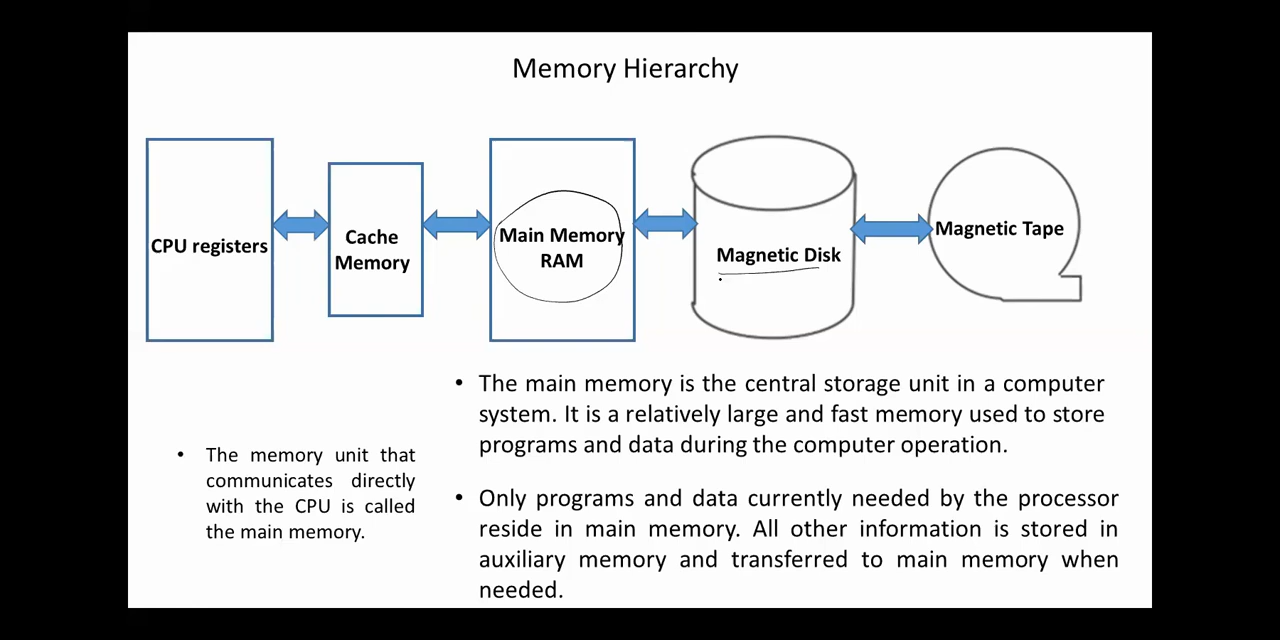 Memory Hierarchy
CPU registers
Cache
Memory
Main Memory
RAM
Magnetic Disk
Magnetic Tape
• The memory unit that
communicates directly
with the CPU is called
the main memory.
• The main memory is the central storage unit in a computer
system. It is a relatively large and fast memory used to store
programs and data during the computer operation.
• Only programs and data currently needed by the processor
reside in main memory. All other information is stored in
auxiliary memory and transferred to main memory when
needed.